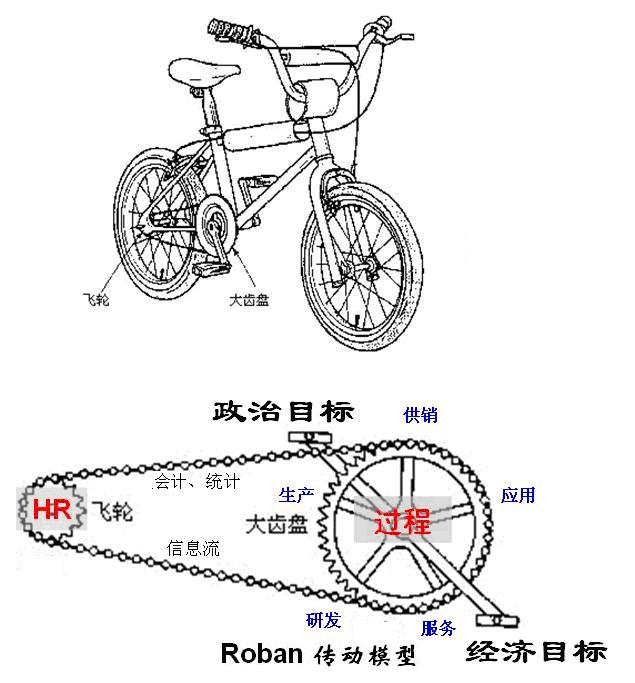 飞轮
大齿盘
政治目标
供销
会计、统计
生产
应用
HR
飞轮
大齿盘
过程
信息流
研发
服务
Roban 传动模型
经济目标